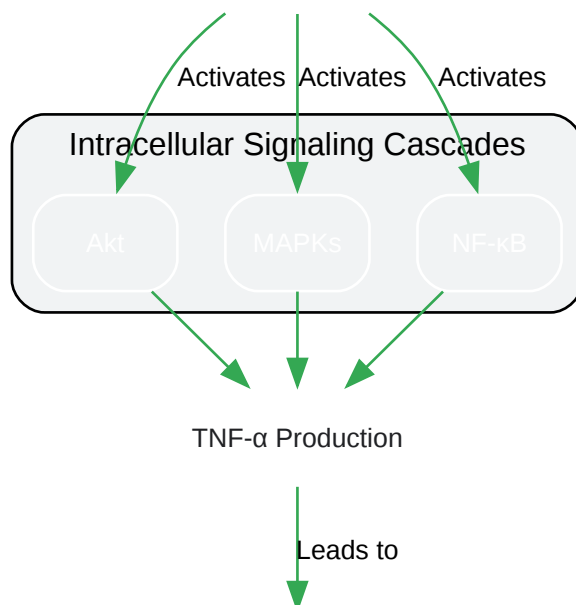 Activates Activates Activates
Intracellular Signaling Cascades
Akt MAPKs NF-κB
TNF-α Production
Leads to